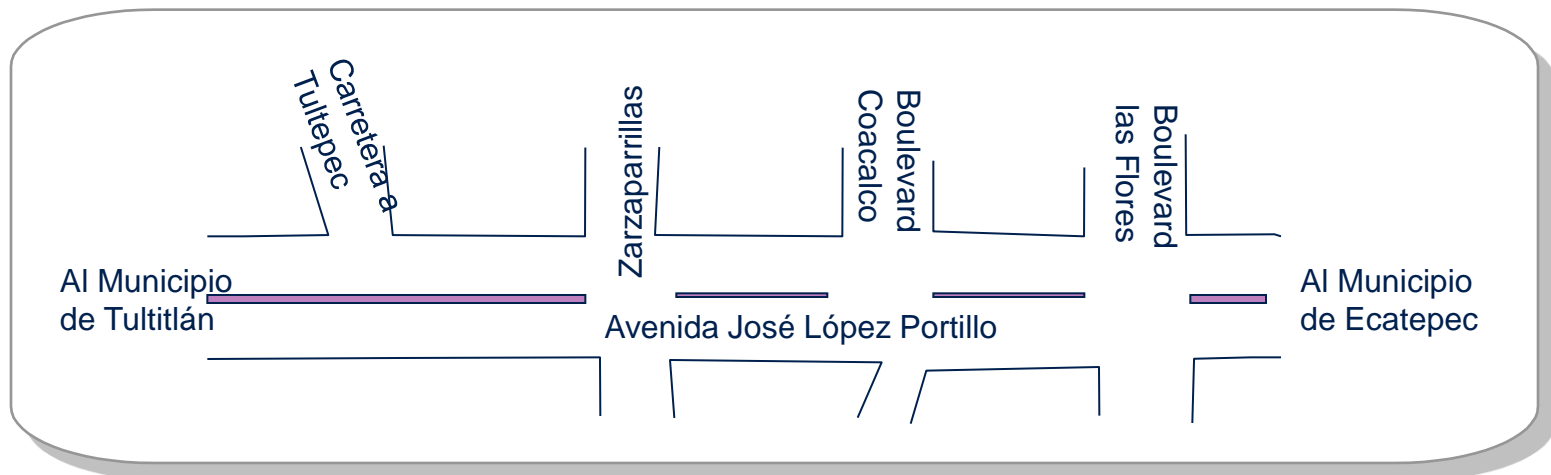 Carretera a
Tultepec
Zarzaparrillas
Boulevard
Coacalco
Boulevard
las Flores
Al Municipio
de Tultitlán
Avenida José López Portillo
Al Municipio
de Ecatepec